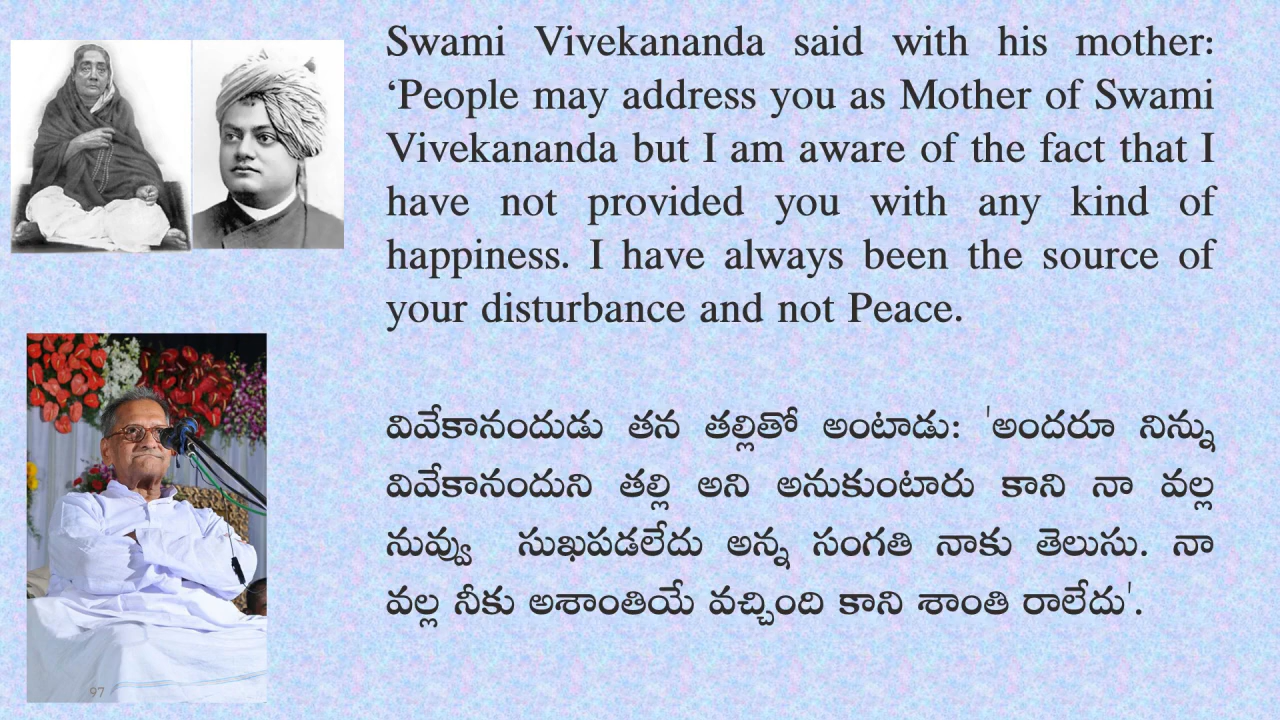 Swami Vivekananda said with his mother:
‘People may address you as Mother of Swami
Vivekananda but I am aware of the fact that I
have not provided you with any kind of
happiness. I have always been the source of
your disturbance and not Peace.
వివేకానందుడు తన తల్లితో అంటాడు: 'అందరూ నిన్ను
వివేకానందుని తల్లి అని అనుకుంటారు కాని నా వల్ల
నువ్వు సుఖపడలేదు అన్న సంగతి నాకు తెలుసు. నా
వల్ల నీకు అశాంతియే వచ్చింది కాని శాంతి రాలేదు'.
97